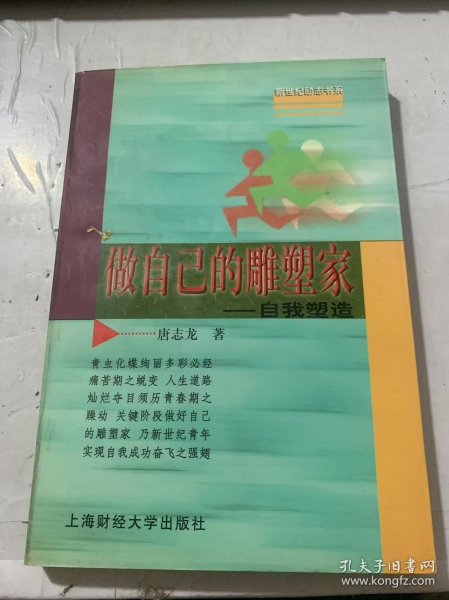 新世纪励志书系
做自己的雕塑家
——自我塑造
唐志龙 著
青虫化蝶绚丽多彩必经
痛苦期之蜕变 人生道路
灿烂夺目须历青春期之
躁动 关键阶段做好自己
的雕塑家 乃新世纪青年
实现自我成功奋飞之强翅
上海财经大学出版社
孔夫子旧书网
www.kongfz.com